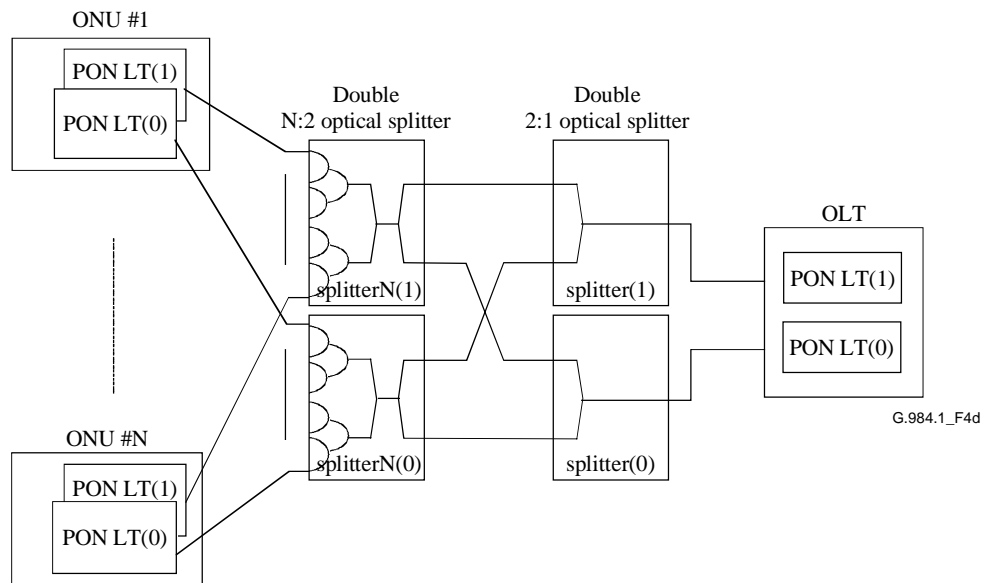 ONU #1
PON LT(1)
PON LT(0)
Double
N:2 optical splitter
Double
2:1 optical splitter
splitterN(1)
splitter(1)
OLT
PON LT(1)
PON LT(0)
splitterN(0)
splitter(0)
G.984.1_F4d
ONU #N
PON LT(1)
PON LT(0)